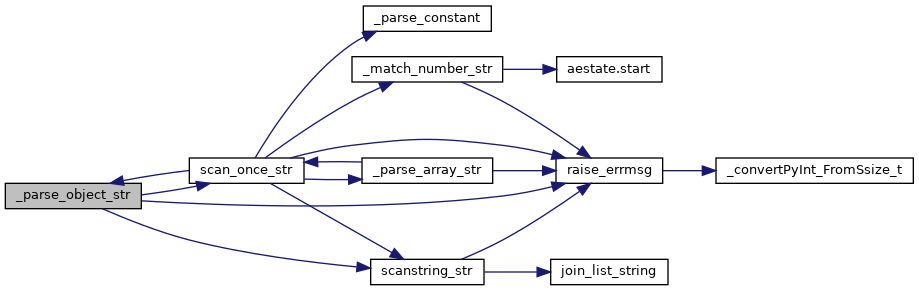 _parse_constant
_match_number_str
aestate.start
scan_once_str
_parse_array_str
raise_errmsg
_convertPyInt_FromSsize_t
_parse_object_str
scanstring_str
join_list_string